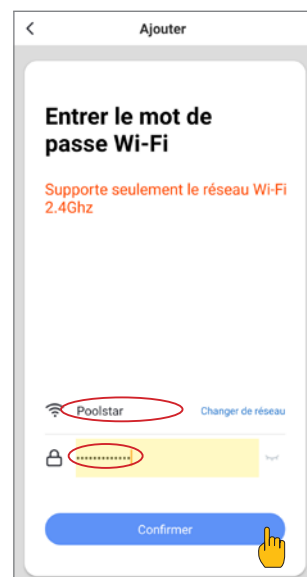 Ajouter
Entrer le mot de
passe Wi-Fi
Supporte seulement le réseau Wi-Fi
2.4Ghz
Poolstar Changer de réseau
•••••••••••••
Confirmer